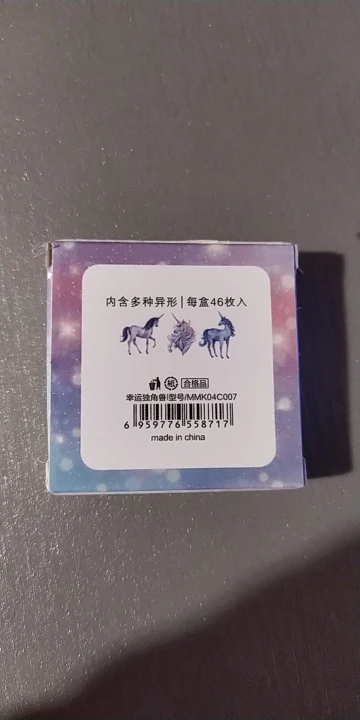 内含多种异形|每盒46枚入
纸 合格品
幸运独角兽|型号/MMK04C007
6 959776 558717
made in china